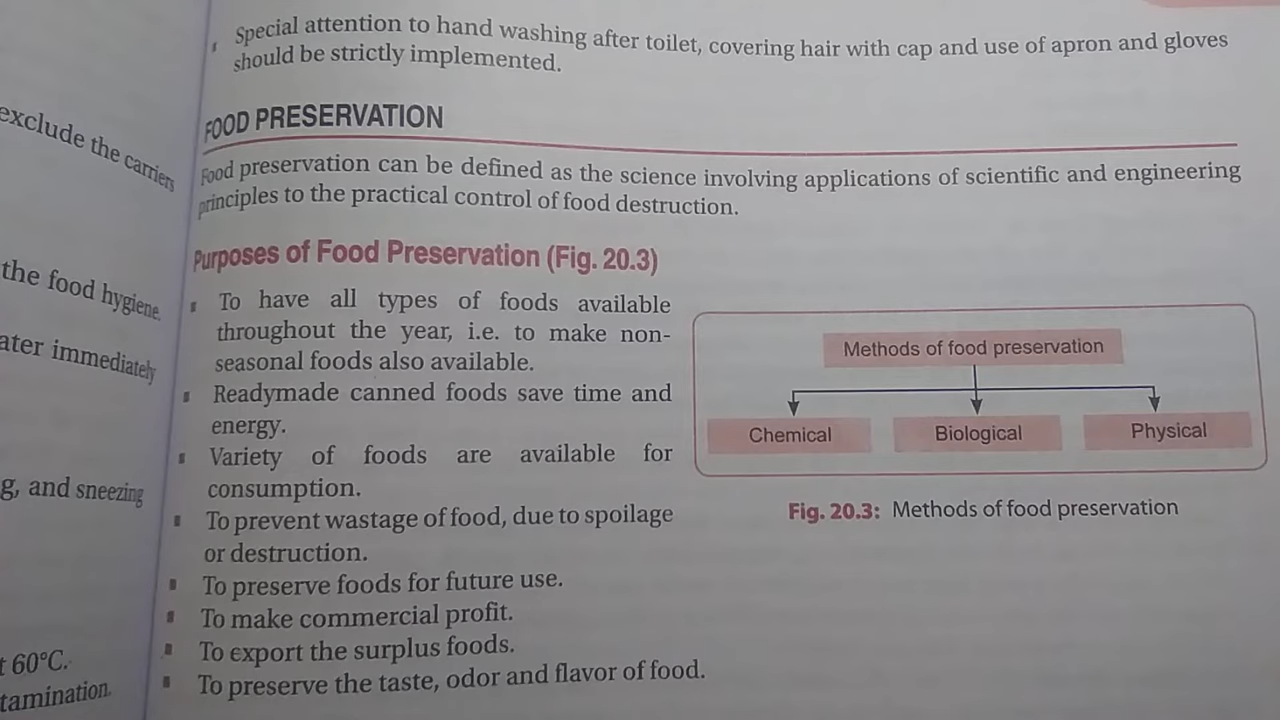 exclude the carriers
the food hygiene.
ater immediately
g, and sneezing
t 60°C.
tamination.
Special attention to hand washing after toilet, covering hair with cap and use of apron and gloves
should be strictly implemented.
FOOD PRESERVATION
Food preservation can be defined as the science involving applications of scientific and engineering
principles to the practical control of food destruction.
Purposes of Food Preservation (Fig. 20.3)
To have all types of foods available
throughout the year, i.e. to make non-
seasonal foods also available.
Readymade canned foods save time and
energy.
Variety of foods are available for
consumption.
To prevent wastage of food, due to spoilage
or destruction.
To preserve foods for future use.
To make commercial profit.
To export the surplus foods.
To preserve the taste, odor and flavor of food.
Methods of food preservation
Chemical
Biological
Physical
Fig. 20.3: Methods of food preservation